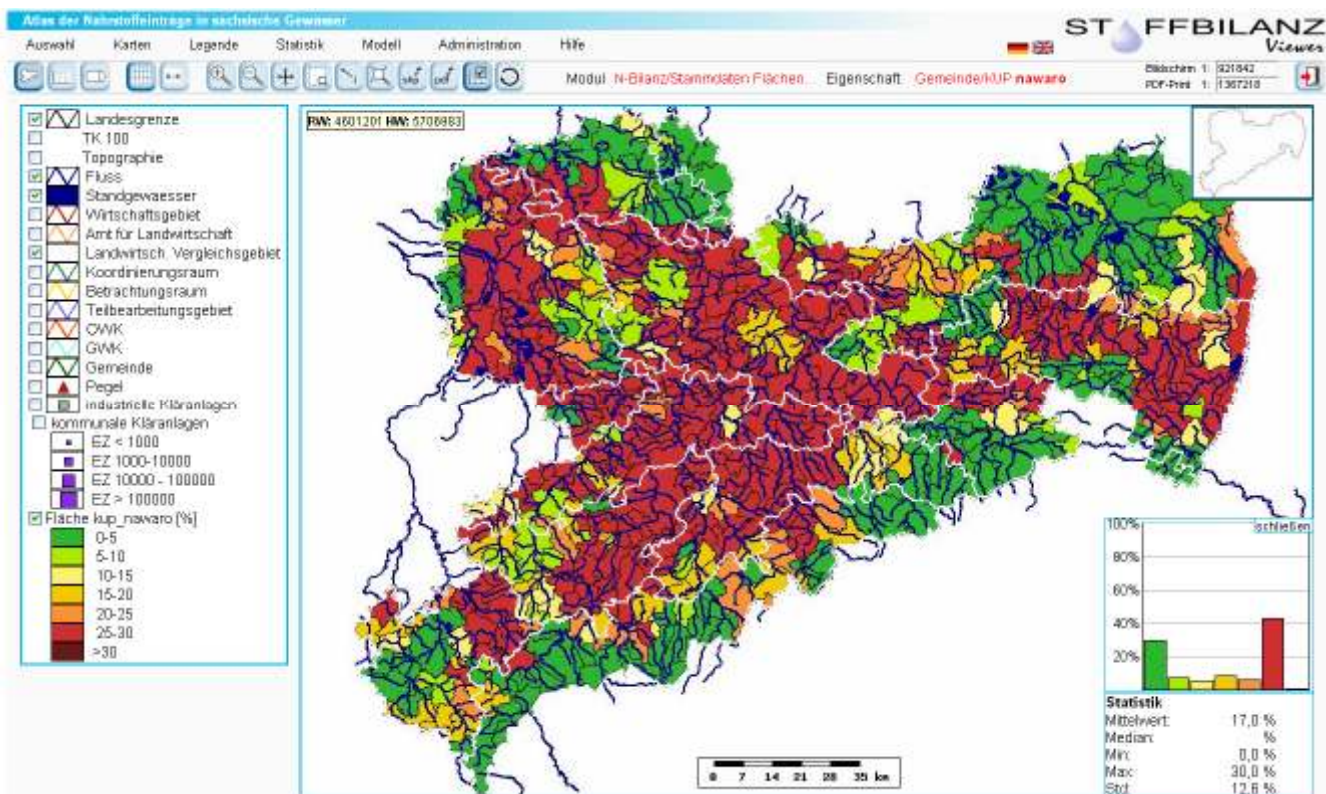 Atlas der Nährstoffeinträge in sächsische Gewässer
STOFFBILANZ
Viewer
Auswahl Karten Legende Statistik Modell Administration Hilfe
Modul N-Bilanz/Stammdaten Flächen... Eigenschaft Gemeinde/KUP nawaro
Bildschirm 1: 921842
PDF-Print 1: 1367218
RW: 4601201 HW: 5706983
Landesgrenze
TK 100
Topographie
Fluss
Standgewaesser
Wirtschaftsgebiet
Amt für Landwirtschaft
Landwirtsch. Vergleichsgebiet
Koordinierungsraum
Betrachtungsraum
Teilbearbeitungsgebiet
OWK
GWK
Gemeinde
Pegel
industrielle Kläranlagen
kommunale Kläranlagen
EZ < 1000
EZ 1000-10000
EZ 10000 - 100000
EZ > 100000
Fläche kup_nawaro [%]
0-5
5-10
10-15
15-20
20-25
25-30
>30
0 7 14 21 28 35 km
schließen
100%
80%
60%
40%
20%
Statistik
Mittelwert: 17,0 %
Median: %
Min: 0,0 %
Max: 30,0 %
Std: 12,6 %